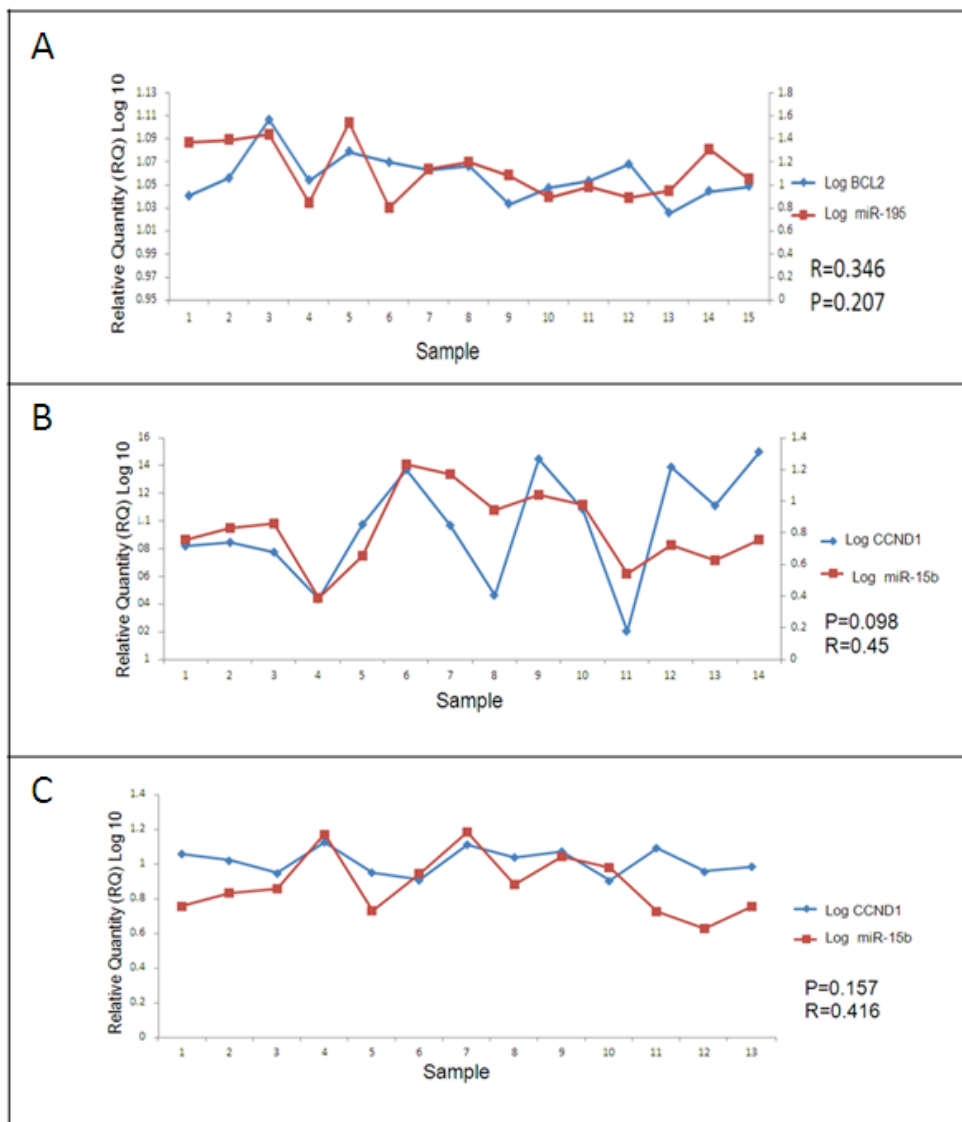 A
Relative Quantity (RQ) Log 10
1.13
1.11
1.09
1.07
1.05
1.03
1.01
0.99
0.97
0.95
1.8
1.6
1.4
1.2
1
0.8
0.6
0.4
0.2
0
1 2 3 4 5 6 7 8 9 10 11 12 13 14 15
Sample
Log BCL2
Log miR-195
R=0.346
P=0.207
B
Relative Quantity (RQ) Log 10
16
14
12
1.1
08
06
04
02
1
1.4
1.2
1
0.8
0.6
0.4
0.2
0
1 2 3 4 5 6 7 8 9 10 11 12 13 14
Sample
Log CCND1
Log miR-15b
P=0.098
R=0.45
C
Relative Quantity (RQ) Log 10
1.4
1.2
1
0.8
0.6
0.4
0.2
0
1 2 3 4 5 6 7 8 9 10 11 12 13
Sample
Log CCND1
Log miR-15b
P=0.157
R=0.416